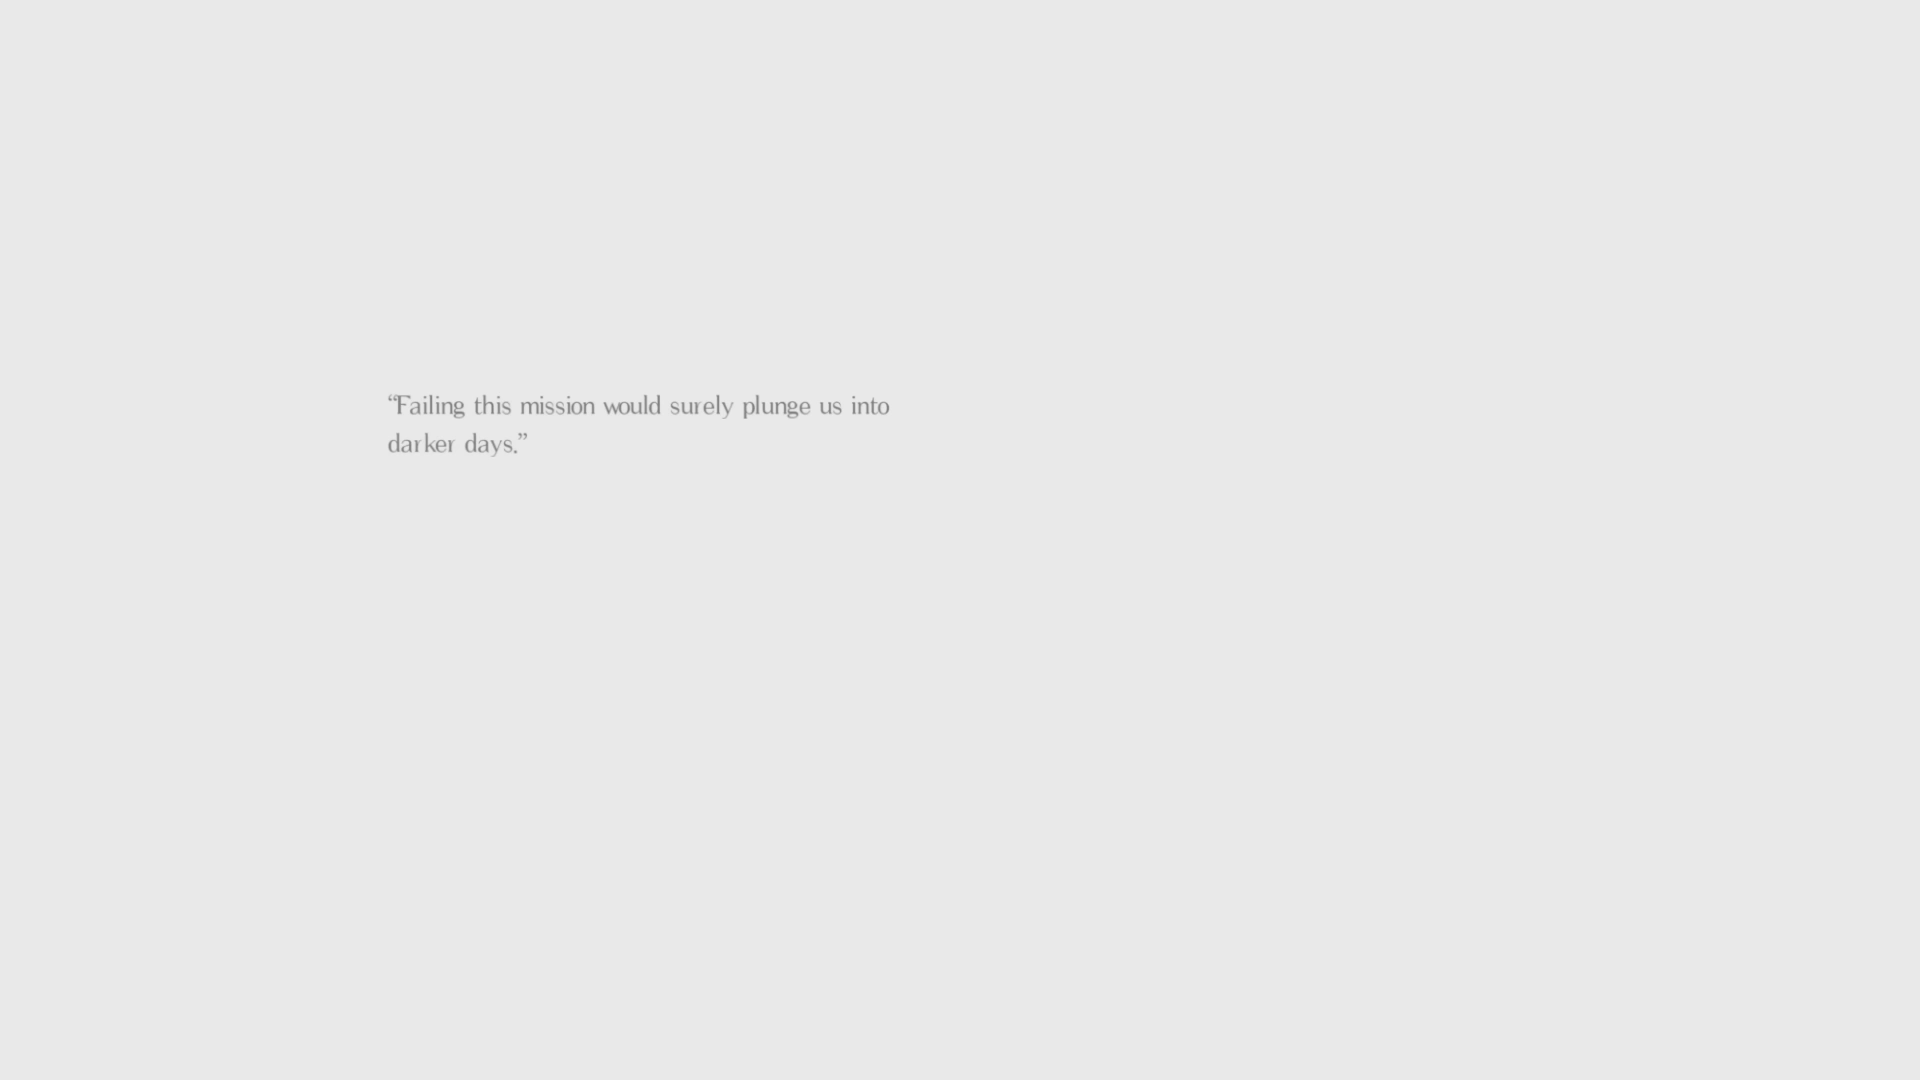 “Failing this mission would surely plunge us into
darker days.”